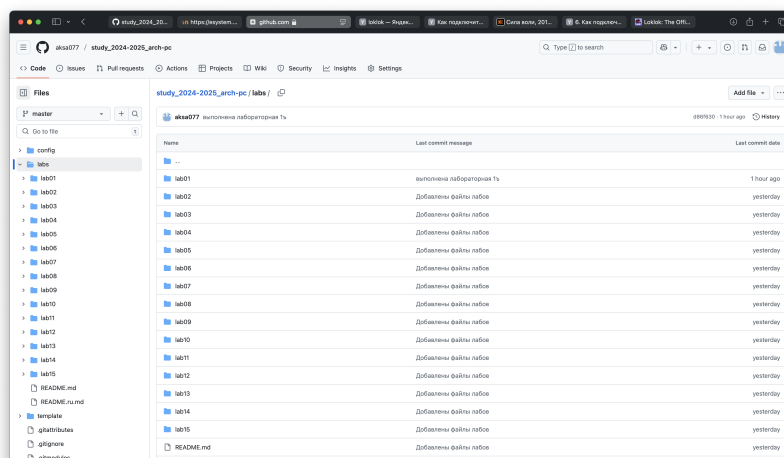 study_2024_20...
https://esystem....
github.com
loklok — Яндек...
Как подключит...
Сила воли, 201...
6. Как подключ...
Loklok: The Offi...
aksa077 / study_2024-2025_arch-pc
Type / to search
Code
Issues
Pull requests
Actions
Projects
Wiki
Security
Insights
Settings
Files
master
Go to file
t
config
labs
lab01
lab02
lab03
lab04
lab05
lab06
lab07
lab08
lab09
lab10
lab11
lab12
lab13
lab14
lab15
README.md
README.ru.md
template
.gitattributes
.gitignore
.gitmodules
study_2024-2025_arch-pc / labs /
Add file
aksa077 выполнена лабораторная 1ъ
d86f630 · 1 hour ago
History
Name Last commit message Last commit date
..
lab01 выполнена лабораторная 1ъ 1 hour ago
lab02 Добавлены файлы лабов yesterday
lab03 Добавлены файлы лабов yesterday
lab04 Добавлены файлы лабов yesterday
lab05 Добавлены файлы лабов yesterday
lab06 Добавлены файлы лабов yesterday
lab07 Добавлены файлы лабов yesterday
lab08 Добавлены файлы лабов yesterday
lab09 Добавлены файлы лабов yesterday
lab10 Добавлены файлы лабов yesterday
lab11 Добавлены файлы лабов yesterday
lab12 Добавлены файлы лабов yesterday
lab13 Добавлены файлы лабов yesterday
lab14 Добавлены файлы лабов yesterday
lab15 Добавлены файлы лабов yesterday
README.md Добавлены файлы лабов yesterday